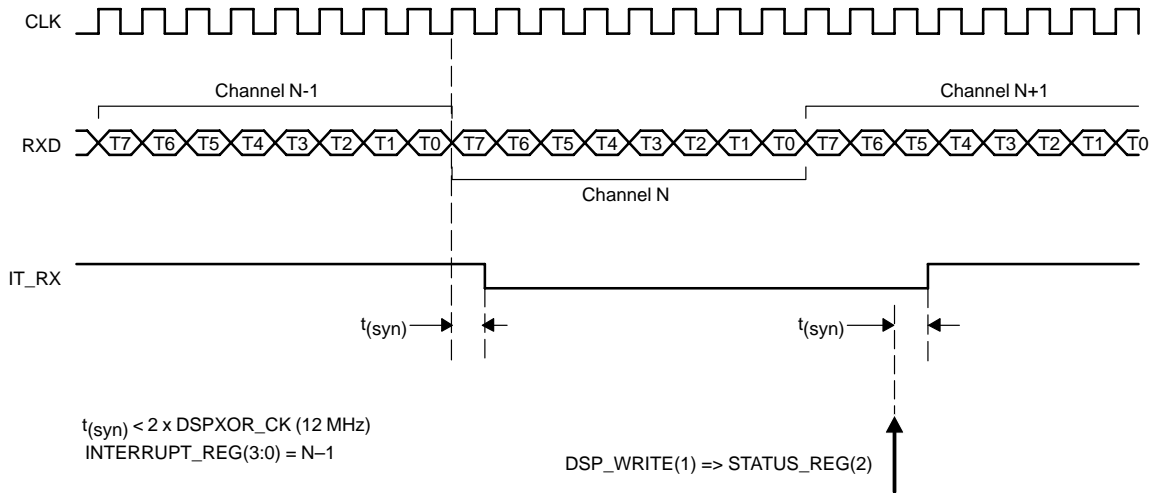 CLK
Channel N-1
Channel N+1
RXD
T7 T6 T5 T4 T3 T2 T1 T0 T7 T6 T5 T4 T3 T2 T1 T0 T7 T6 T5 T4 T3 T2 T1 T0
Channel N
IT_RX
t(syn)
t(syn)
t(syn) < 2 x DSPXOR_CK (12 MHz)
INTERRUPT_REG(3:0) = N–1
DSP_WRITE(1) => STATUS_REG(2)